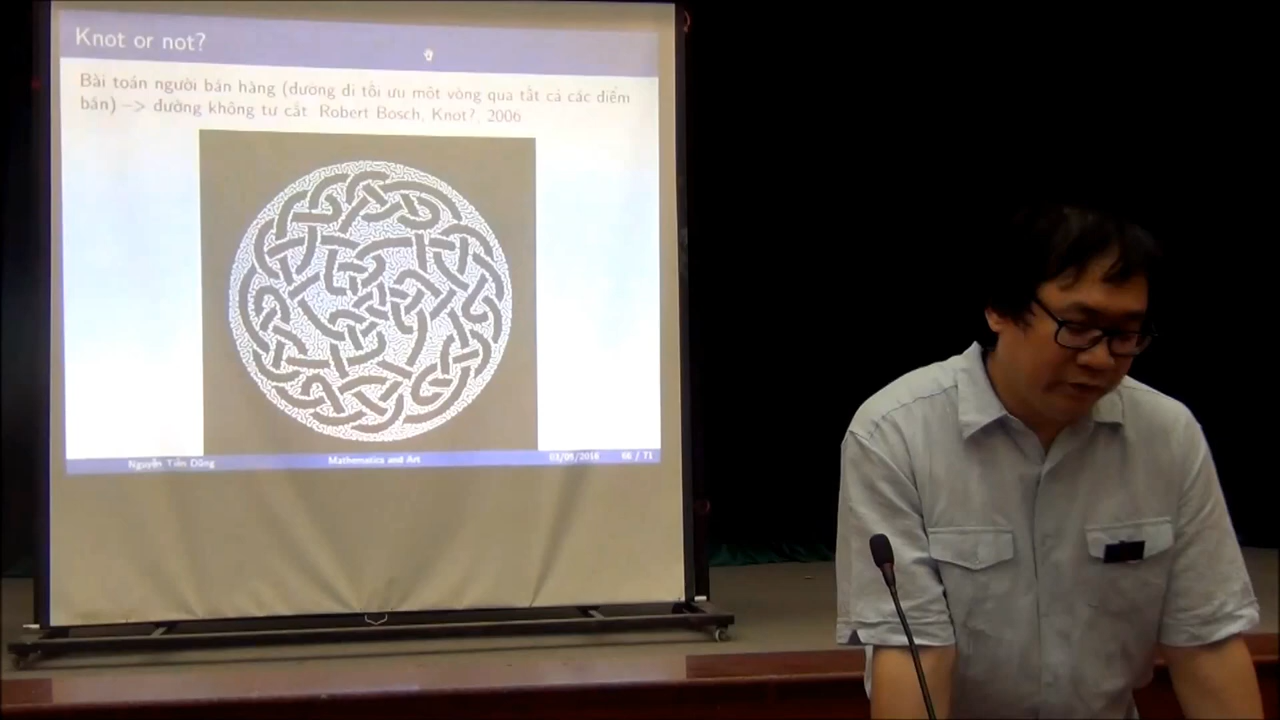 Knot or not?
Bài toán người bán hàng (đường đi tối ưu một vòng qua tất cả các điểm
bán) –> đường không tự cắt Robert Bosch, Knot?, 2006
Nguyễn Tiến Dũng Mathematics and Art 03/05/2016 66 / 71